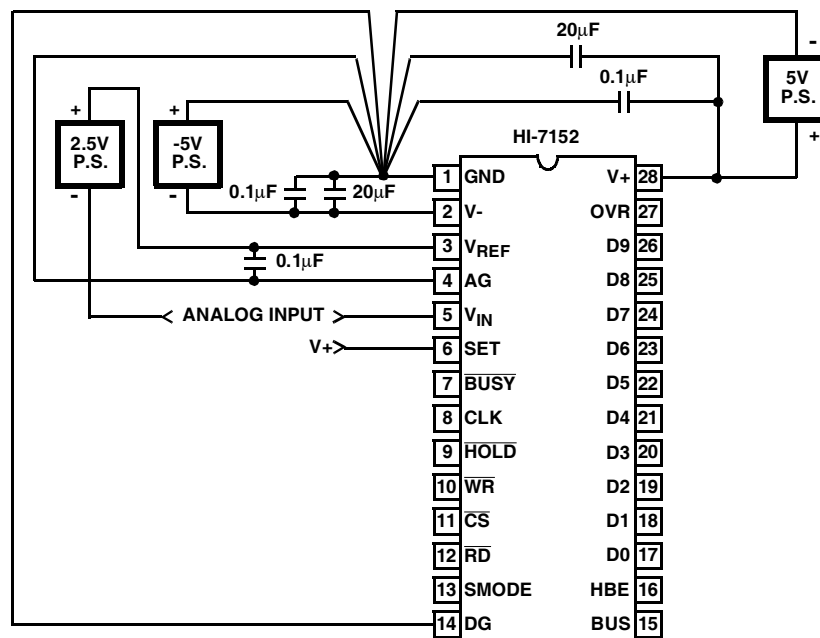 20μF
-
0.1μF
5V
P.S.
+
+
2.5V
P.S.
-
+
-5V
P.S.
-
HI-7152
0.1μF
20μF
1 GND V+ 28
2 V- OVR 27
3 VREF D9 26
0.1μF
4 AG D8 25
ANALOG INPUT
5 VIN D7 24
V+
6 SET D6 23
7 BUSY D5 22
8 CLK D4 21
9 HOLD D3 20
10 WR D2 19
11 CS D1 18
12 RD D0 17
13 SMODE HBE 16
14 DG BUS 15